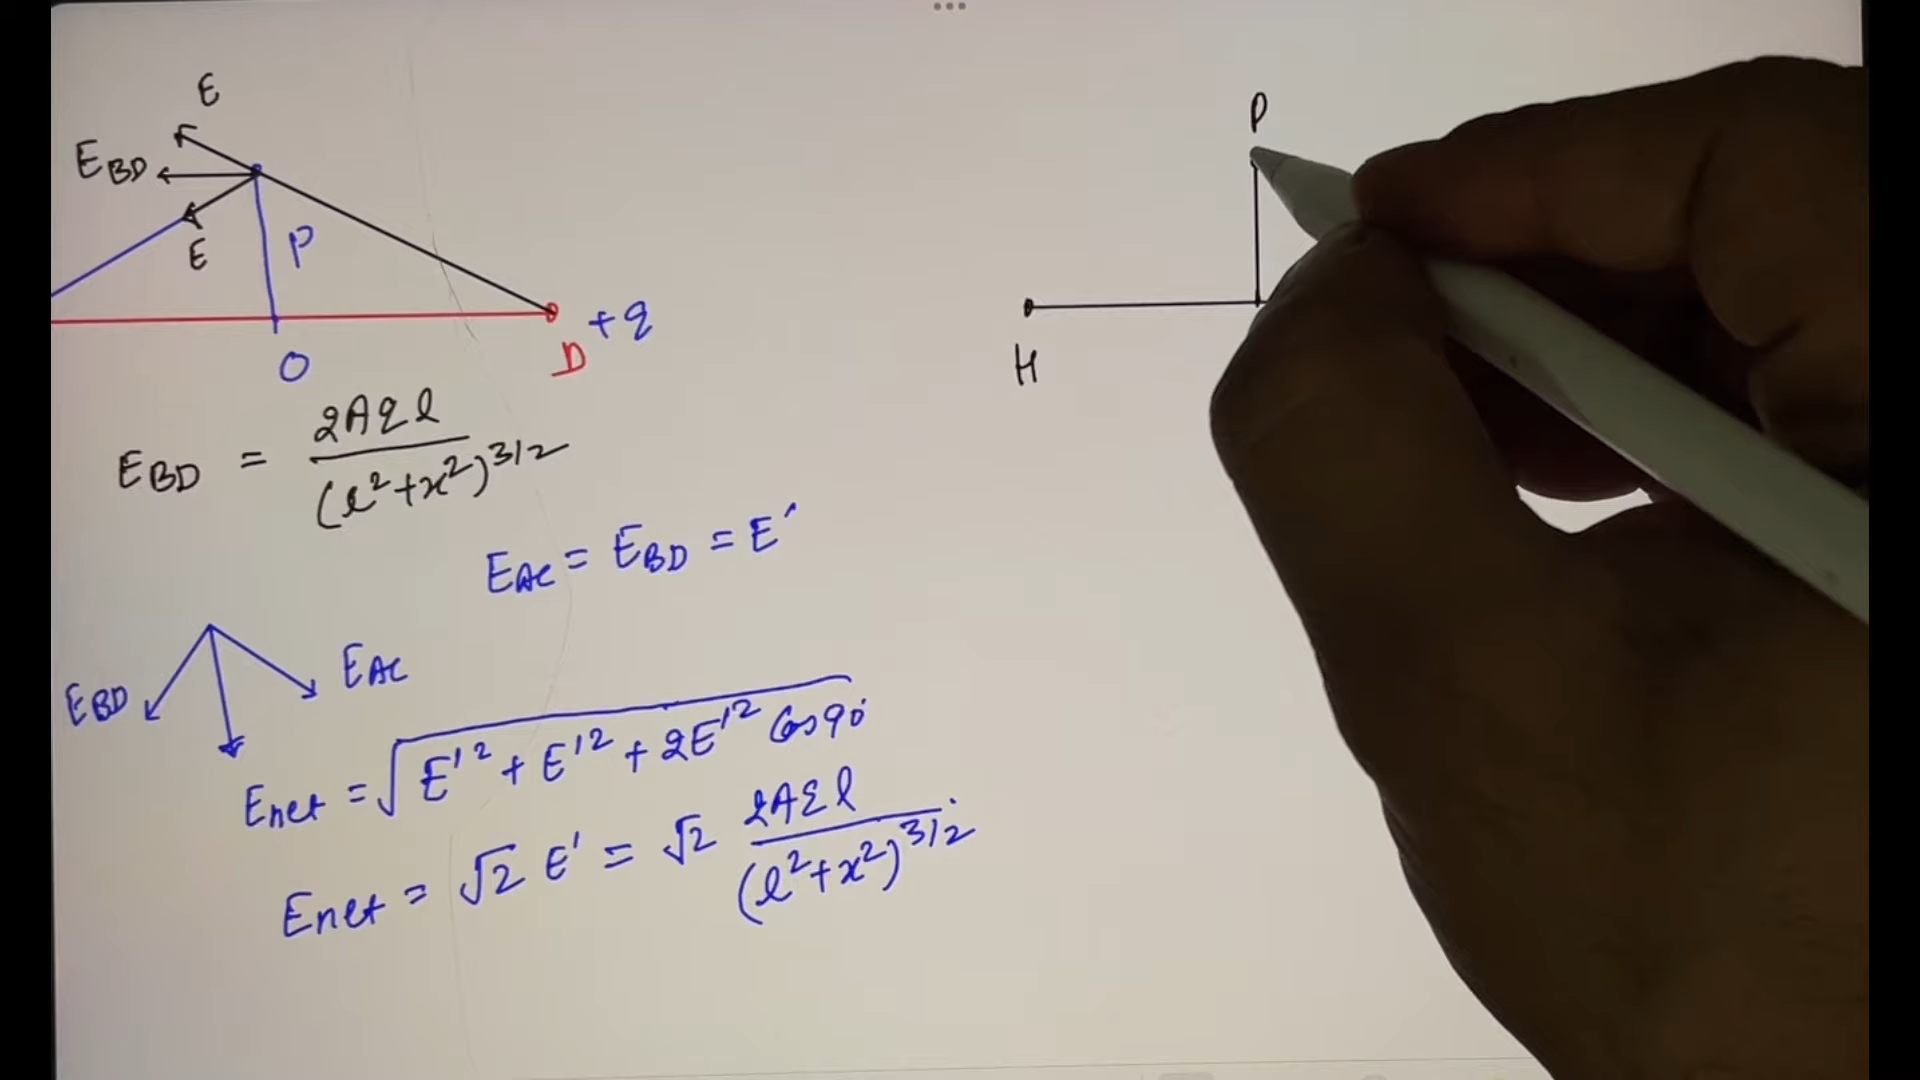 E
E_BD
E
P
O
D
+q
E_BD = 2Aql / (l²+x²)^3/2
E_AC = E_BD = E'
E_BD
E_AC
E_net = √(E'² + E'² + 2E'² Cos90°)
E_net = √2 E' = √2 2Aql / (l²+x²)^3/2
P
H